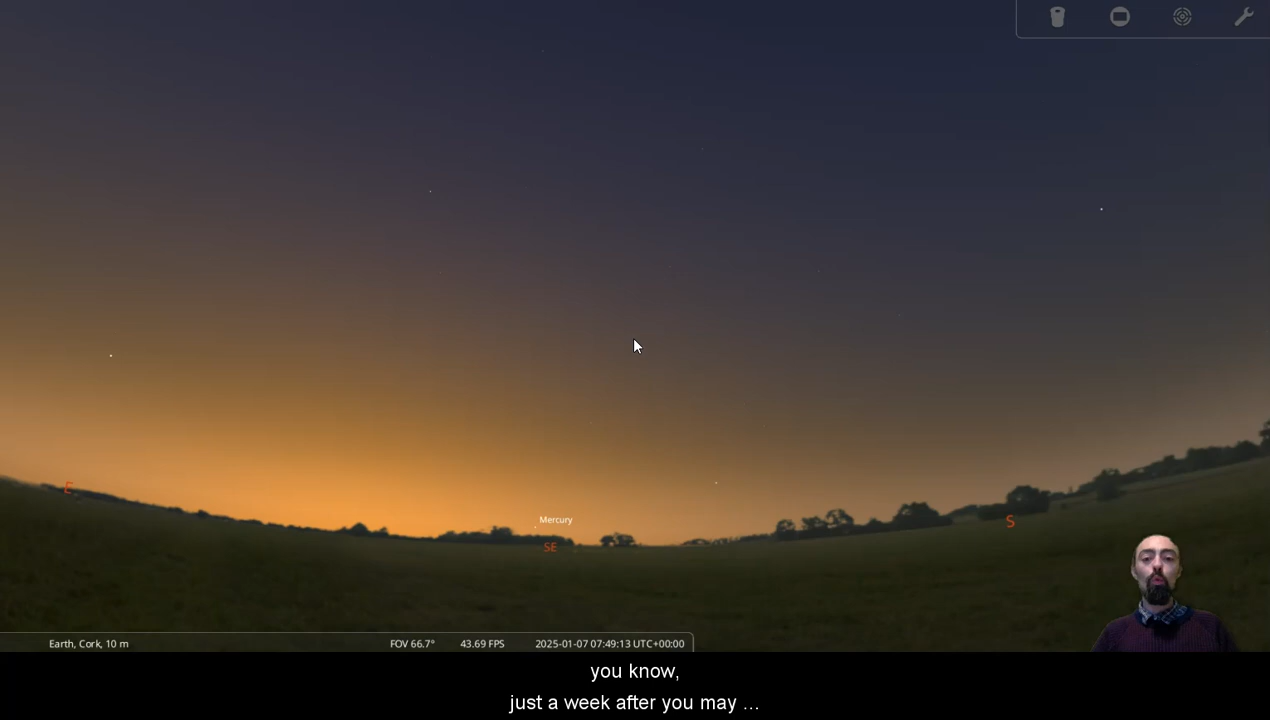 E
Mercury
SE
S
Earth, Cork, 10 m FOV 66.7° 43.69 FPS 2025-01-07 07:49:13 UTC+00:00
you know,
just a week after you may ...